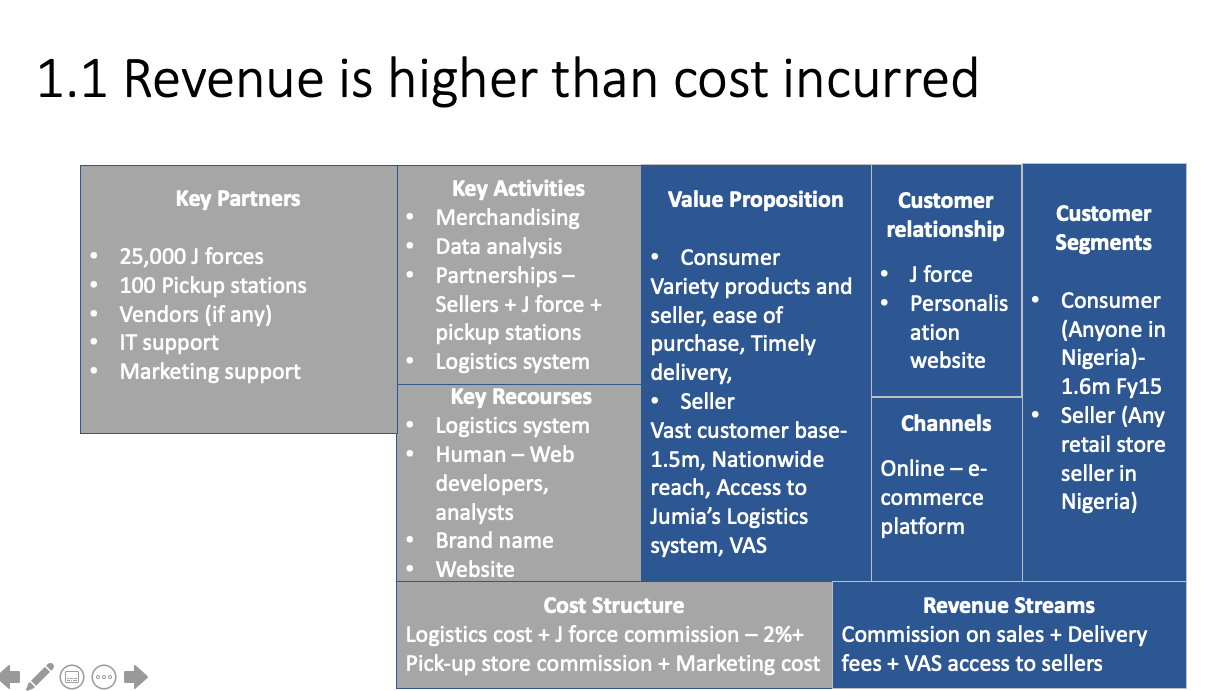 1.1 Revenue is higher than cost incurred
Key Partners
• 25,000 J forces
• 100 Pickup stations
• Vendors (if any)
• IT support
• Marketing support
Key Activities
• Merchandising
• Data analysis
• Partnerships –
Sellers + J force +
pickup stations
• Logistics system
Key Recourses
• Logistics system
• Human – Web
developers,
analysts
• Brand name
• Website
Value Proposition
• Consumer
Variety products and
seller, ease of
purchase, Timely
delivery,
• Seller
Vast customer base-
1.5m, Nationwide
reach, Access to
Jumia’s Logistics
system, VAS
Customer
relationship
• J force
• Personalis
ation
website
Channels
Online – e-
commerce
platform
Customer
Segments
• Consumer
(Anyone in
Nigeria)-
1.6m Fy15
• Seller (Any
retail store
seller in
Nigeria)
Cost Structure
Logistics cost + J force commission – 2%+
Pick-up store commission + Marketing cost
Revenue Streams
Commission on sales + Delivery
fees + VAS access to sellers